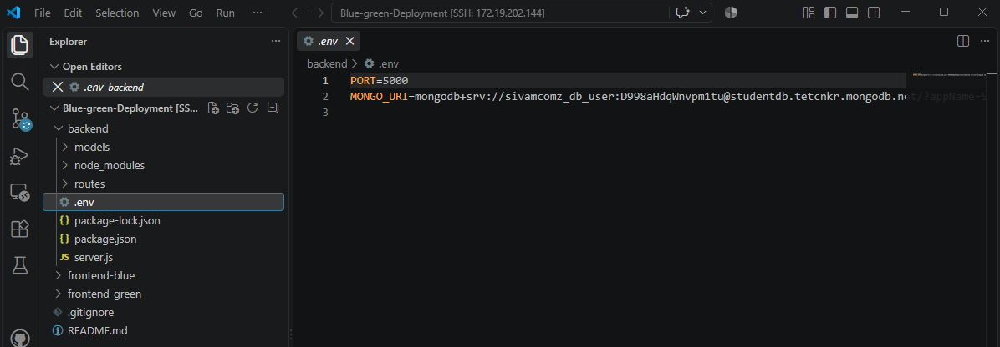 File Edit View Go Run ··· Blue-green-Deployment [SSH: 172.19.202.144]
Explorer ···
Open Editors
.env backend
Blue-green-Deployment [SS...
backend
models
node_modules
routes
.env
{} package-lock.json
{} package.json
JS server.js
frontend-blue
frontend-green
.gitignore
README.md
.env
backend > .env
1 PORT=5000
2 MONGO_URI=mongodb+srv://sivamcomz_db_user:D998aHdqWnvpm1tu@studentdb.tetcnkr.mongodb.net/?appName=S
3